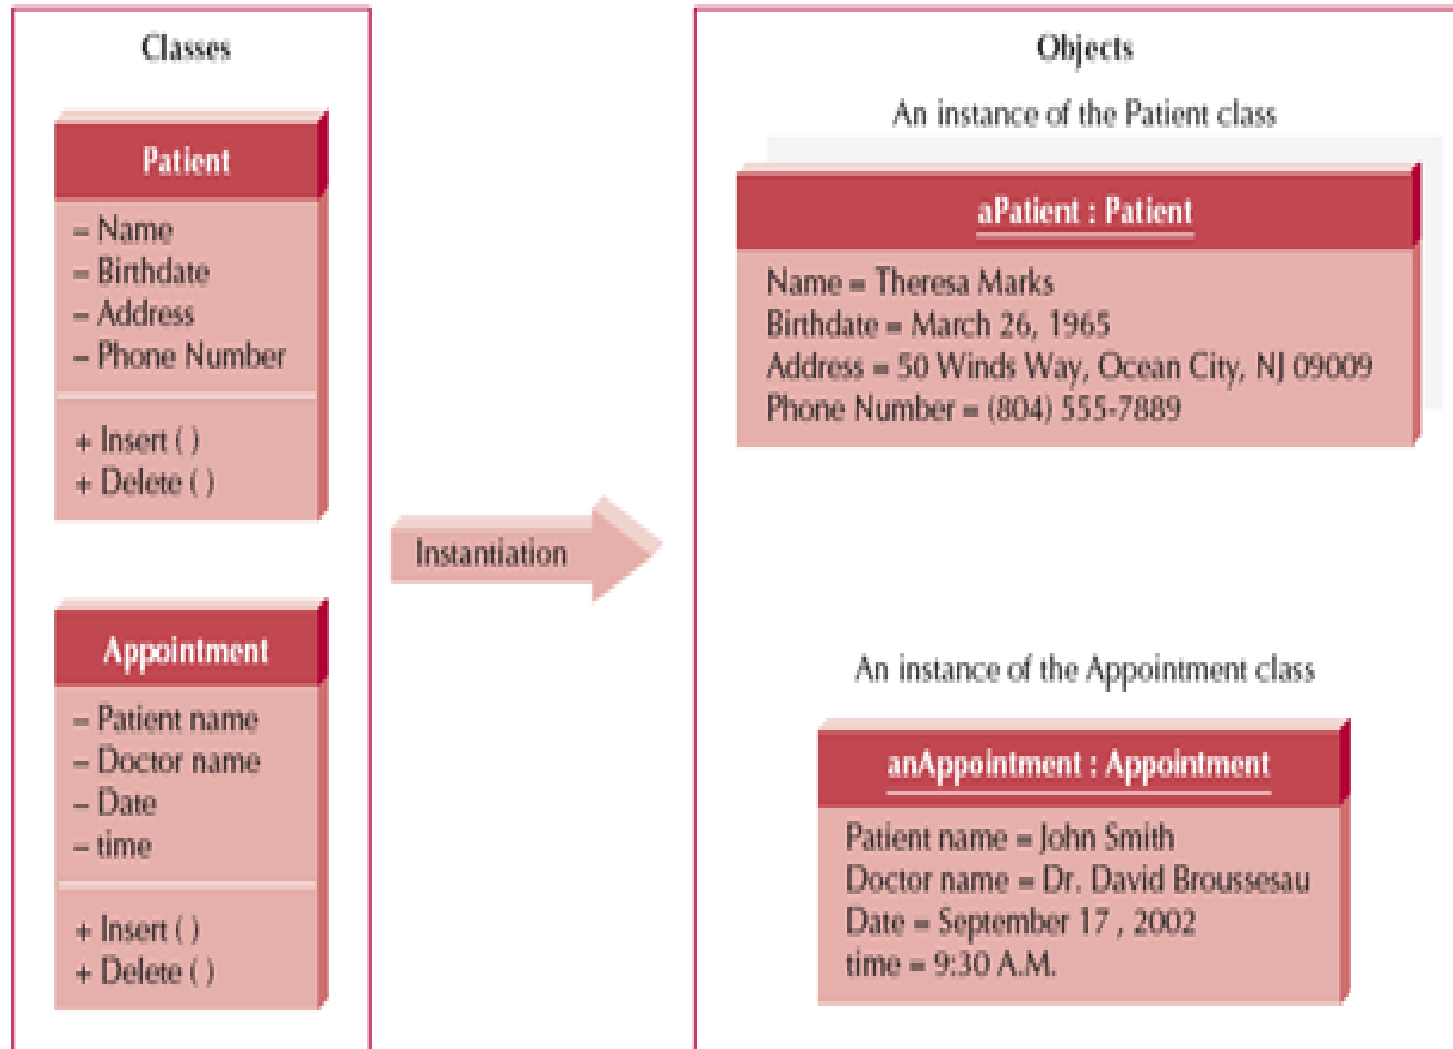 Classes
Patient
– Name
– Birthdate
– Address
– Phone Number
+ Insert ( )
+ Delete ( )
Appointment
– Patient name
– Doctor name
– Date
– time
+ Insert ( )
+ Delete ( )
Instantiation
Objects
An instance of the Patient class
aPatient : Patient
Name = Theresa Marks
Birthdate = March 26, 1965
Address = 50 Winds Way, Ocean City, NJ 09009
Phone Number = (804) 555-7889
An instance of the Appointment class
anAppointment : Appointment
Patient name = John Smith
Doctor name = Dr. David Broussesau
Date = September 17 , 2002
time = 9:30 A.M.